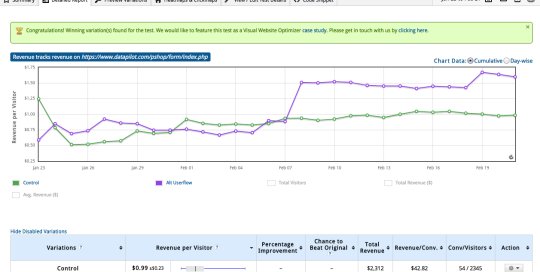 Summary Detailed Report Preview Variations Heatmaps & Clickmaps View / Edit Test Details Code Snippet
Congratulations! Winning variation(s) found for the test. We would like to feature this test as a Visual Website Optimizer case study. Please get in touch with us by clicking here.
Revenue tracks revenue on https://www.datapilot.com/pshop/form/index.php
Chart Data: Cumulative Day-wise
Revenue per Visitor
$1.75
$1.50
$1.25
$1.00
$0.75
$0.50
$0.25
Jan 23 Jan 26 Jan 29 Feb 01 Feb 04 Feb 07 Feb 10 Feb 13 Feb 16 Feb 19
Control Alt Userflow Total Visitors Total Revenue ($)
Avg. Revenue ($)
Hide Disabled Variations
Variations ? Revenue per Visitor ? Percentage Improvement Chance to Beat Original ? Total Revenue Revenue/Conv. Conv/Visitors Action
Control $0.99 ±$0.23 – – $2,312 $42.82 54 / 2345